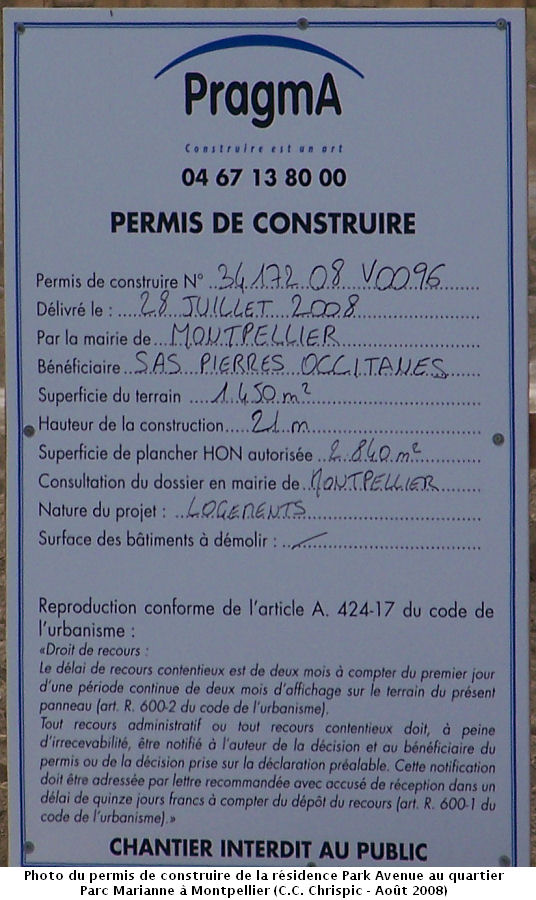 PragmA
Construire est un art
04 67 13 80 00
PERMIS DE CONSTRUIRE
Permis de construire N° ..34.172 08 V0096.......
Délivré le : ....28 JUILLET 2008..............
Par la mairie de ...MONTPELLIER..............
Bénéficiaire...SAS PIERRES OCCITANES......
Superficie du terrain ....1.450 m²..............
Hauteur de la construction.....21 m..............
Superficie de plancher HON autorisée ..2 840 m²..........
Consultation du dossier en mairie de MONTPELLIER........
Nature du projet : ..LOGEMENTS..............
Surface des bâtiments à démolir : ../..............
Reproduction conforme de l'article A. 424-17 du code de
l'urbanisme :
«Droit de recours :
Le délai de recours contentieux est de deux mois à compter du premier jour
d'une période continue de deux mois d'affichage sur le terrain du présent
panneau (art. R. 600-2 du code de l'urbanisme).
Tout recours administratif ou tout recours contentieux doit, à peine
d'irrecevabilité, être notifié à l'auteur de la décision et au bénéficiaire du
permis ou de la décision prise sur la déclaration préalable. Cette notification
doit être adressée par lettre recommandée avec accusé de réception dans un
délai de quinze jours francs à compter du dépôt du recours (art. R. 600-1 du
code de l'urbanisme).»
CHANTIER INTERDIT AU PUBLIC
Photo du permis de construire de la résidence Park Avenue au quartier
Parc Marianne à Montpellier (C.C. Chrispic - Août 2008)